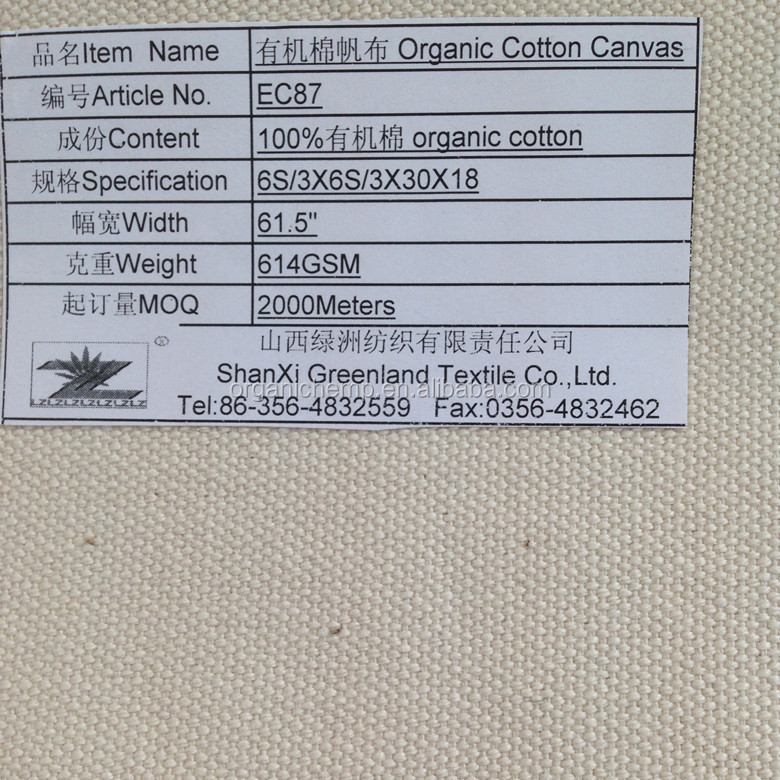 品名Item Name 有机棉帆布 Organic Cotton Canvas
编号Article No. EC87
成份Content 100%有机棉 organic cotton
规格Specification 6S/3X6S/3X30X18
幅宽Width 61.5"
克重Weight 614GSM
起订量MOQ 2000Meters
山西绿洲纺织有限责任公司
®
ShanXi Greenland Textile Co.,Ltd.
organichemp.en.alibaba.com
LZLZLZLZLZLZLZ
Tel:86-356-4832559 Fax:0356-4832462